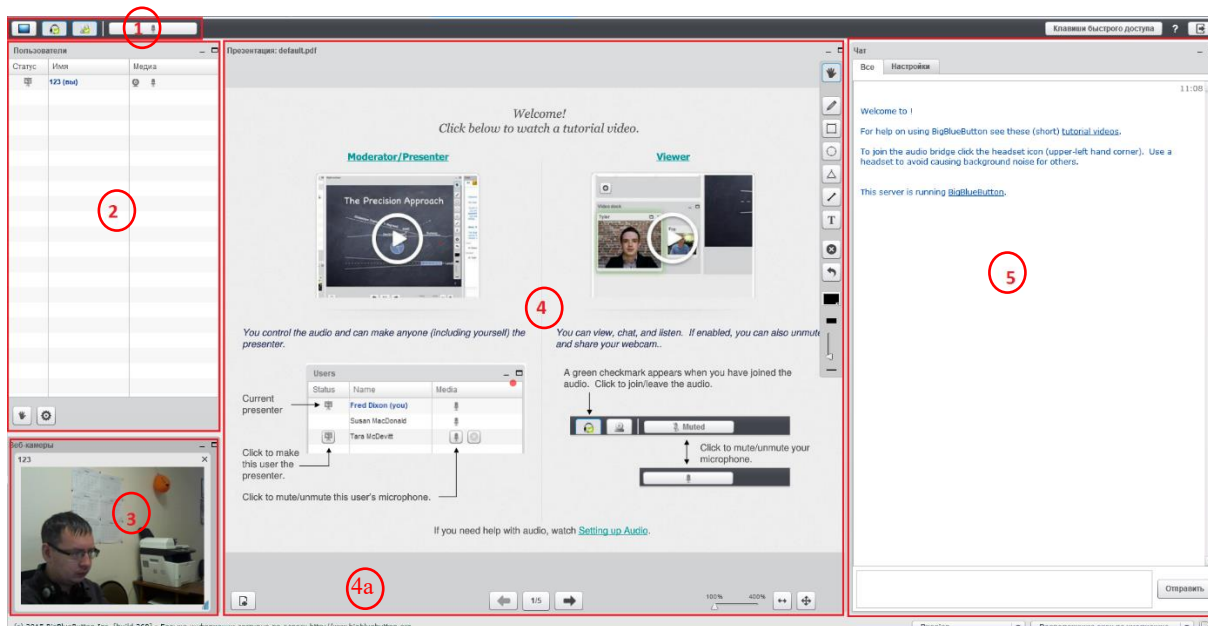 1
Клавиши быстрого доступа ?
Пользователи
Статус Имя Медиа
123 (вы)
2
Веб-камеры
123
3
Презентация: default.pdf
Welcome!
Click below to watch a tutorial video.
Moderator/Presenter
Viewer
The Precision Approach
Video dock
Tyler
4
You control the audio and can make anyone (including yourself) the
presenter.
You can view, chat, and listen. If enabled, you can also unmute
and share your webcam..
Users
Status Name Media
Fred Dixon (you)
Susan MacDonald
Tara McDevitt
Current
presenter
Click to make
this user the
presenter.
Click to mute/unmute this user's microphone.
A green checkmark appears when you have joined the
audio. Click to join/leave the audio.
Muted
Click to mute/unmute your
microphone.
If you need help with audio, watch Setting up Audio.
4a
1/5
100% 400%
T
Чат
Все Настройки
11:08
Welcome to !
For help on using BigBlueButton see these (short) tutorial videos.
To join the audio bridge click the headset icon (upper-left hand corner). Use a
headset to avoid causing background noise for others.
This server is running BigBlueButton.
5
Отправить